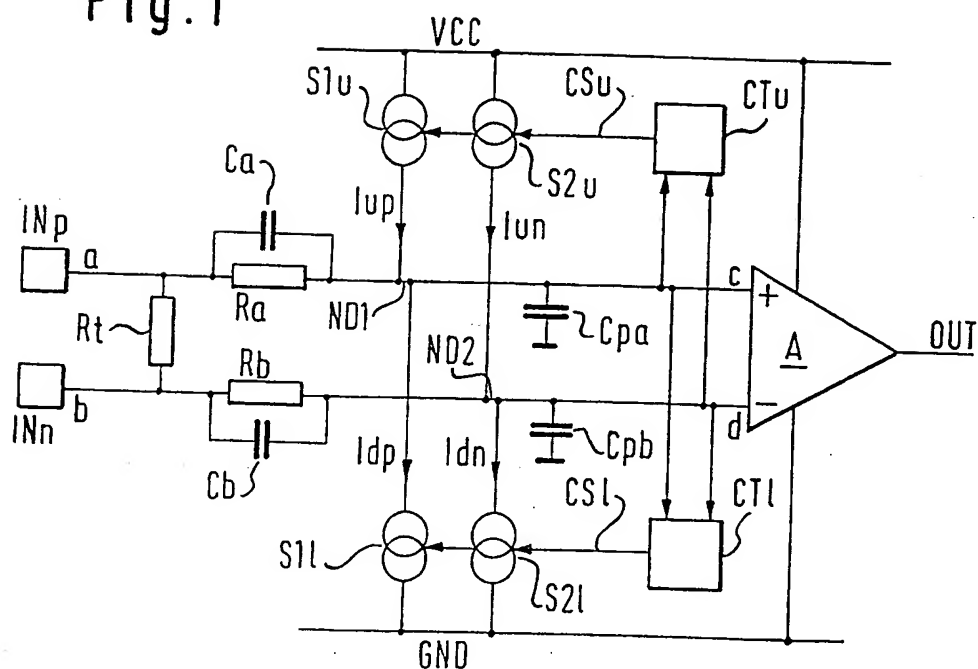 Fig.1
VCC
S1u
CSu
CTu
S2u
Ca
Iup
Iun
INp
a
c
+
Ra
ND1
Cpa
Rt
A
OUT
ND2
Rb
−
b
d
INn
Cpb
Cb
Idp
Idn
CSl
CTl
S1l
S2l
GND